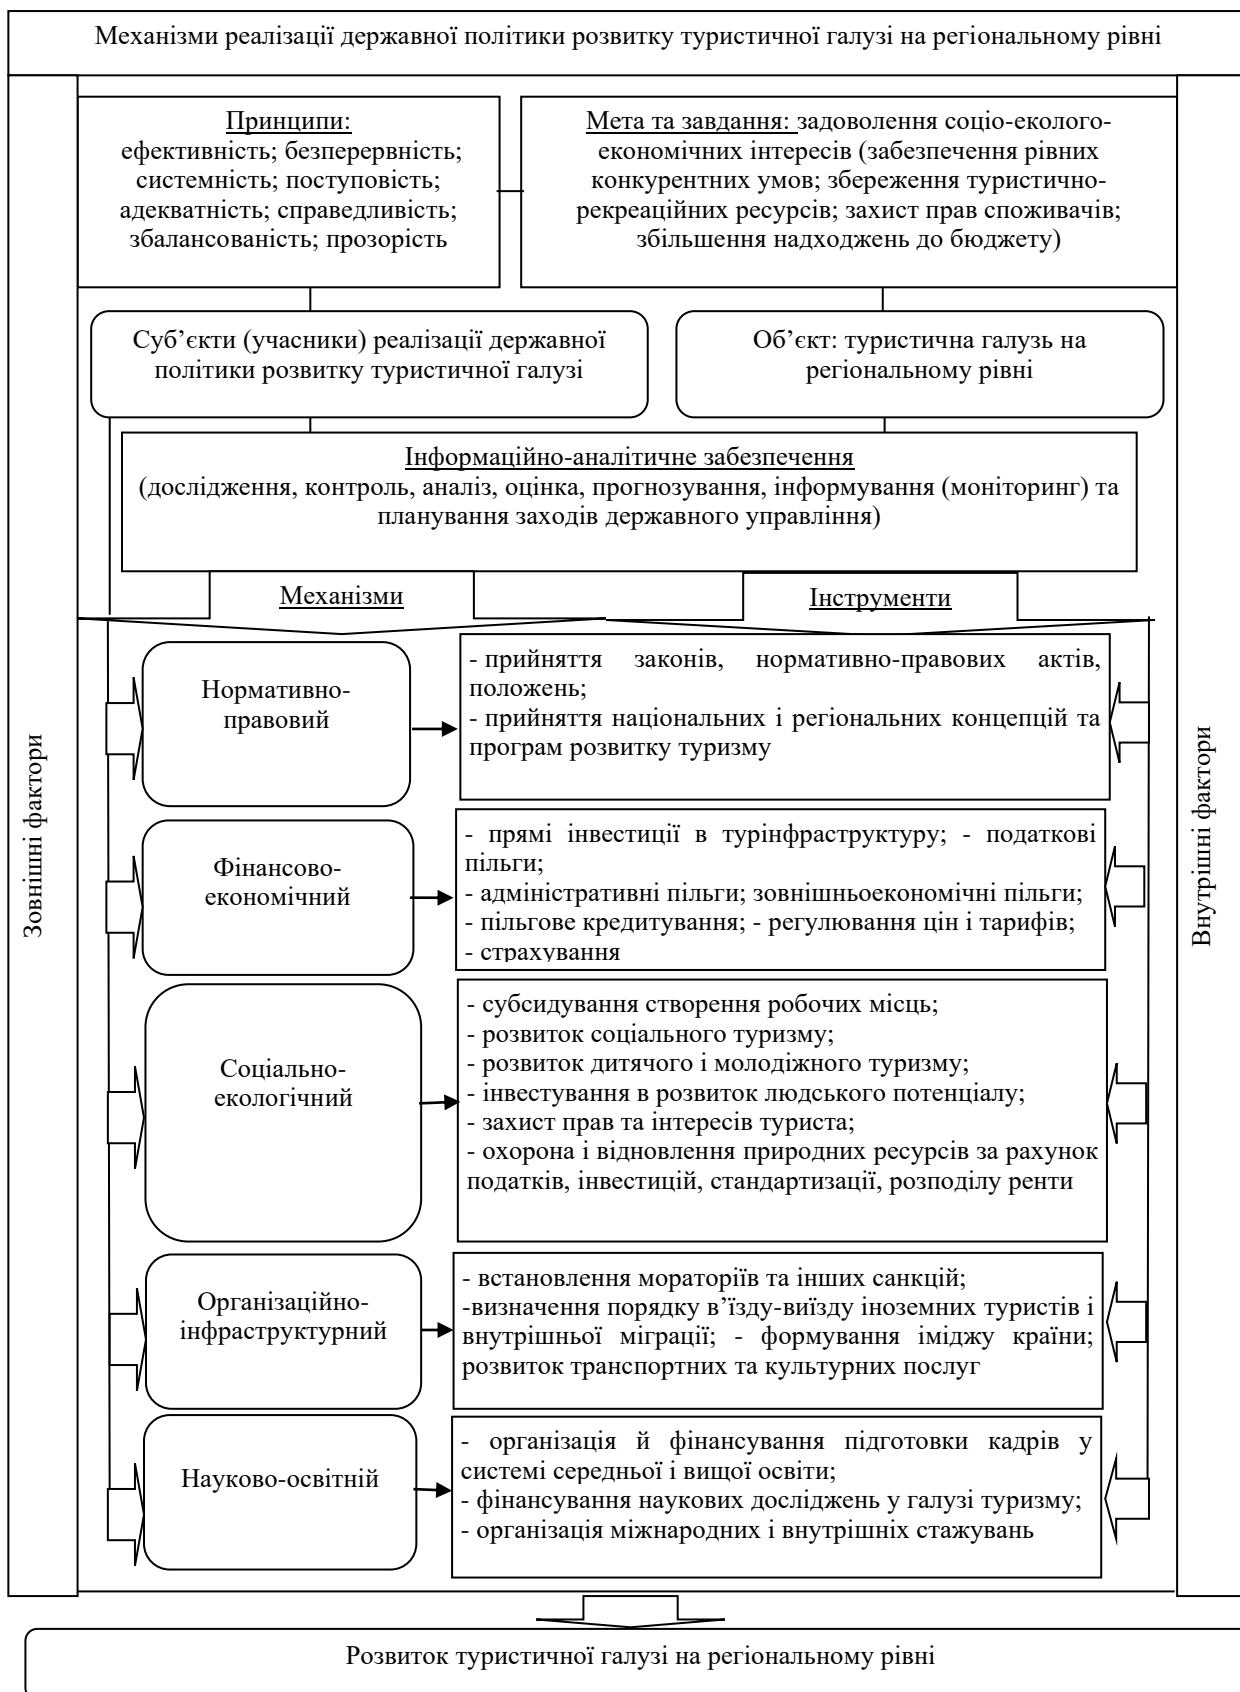 Механізми реалізації державної політики розвитку туристичної галузі на регіональному рівні
Принципи:
ефективність; безперервність;
системність; поступовість;
адекватність; справедливість;
збалансованість; прозорість
Мета та завдання: задоволення соціо-еколого-
економічних інтересів (забезпечення рівних
конкурентних умов; збереження туристично-
рекреаційних ресурсів; захист прав споживачів;
збільшення надходжень до бюджету)
Суб’єкти (учасники) реалізації державної
політики розвитку туристичної галузі
Об’єкт: туристична галузь на
регіональному рівні
Інформаційно-аналітичне забезпечення
(дослідження, контроль, аналіз, оцінка, прогнозування, інформування (моніторинг) та
планування заходів державного управління)
Механізми
Інструменти
Зовнішні фактори
Внутрішні фактори
Нормативно-
правовий
- прийняття законів, нормативно-правових актів,
положень;
- прийняття національних і регіональних концепцій та
програм розвитку туризму
Фінансово-
економічний
- прямі інвестиції в турінфраструктуру; - податкові
пільги;
- адміністративні пільги; зовнішньоекономічні пільги;
- пільгове кредитування; - регулювання цін і тарифів;
- страхування
Соціально-
екологічний
- субсидування створення робочих місць;
- розвиток соціального туризму;
- розвиток дитячого і молодіжного туризму;
- інвестування в розвиток людського потенціалу;
- захист прав та інтересів туриста;
- охорона і відновлення природних ресурсів за рахунок
податків, інвестицій, стандартизації, розподілу ренти
Організаційно-
інфраструктурний
- встановлення мораторіїв та інших санкцій;
-визначення порядку в’їзду-виїзду іноземних туристів і
внутрішньої міграції; - формування іміджу країни;
розвиток транспортних та культурних послуг
Науково-освітній
- організація й фінансування підготовки кадрів у
системі середньої і вищої освіти;
- фінансування наукових досліджень у галузі туризму;
- організація міжнародних і внутрішніх стажувань
Розвиток туристичної галузі на регіональному рівні